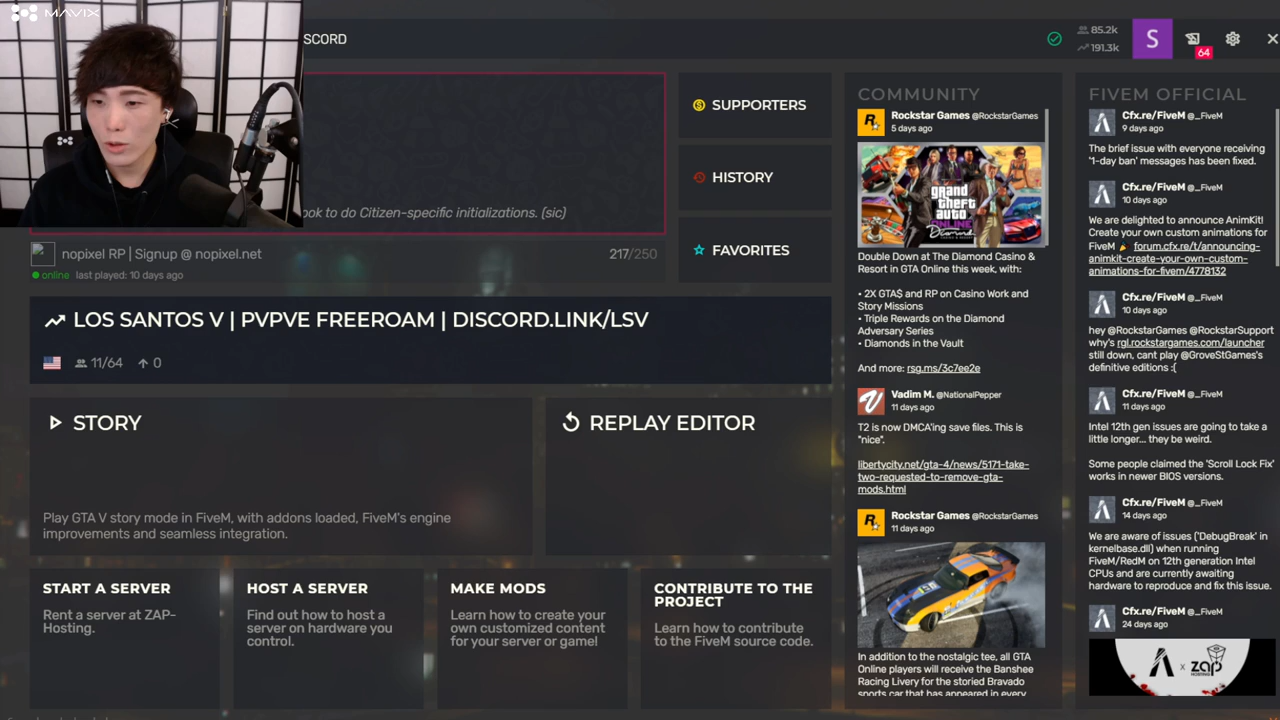 MAVIX
SCORD
85.2k
191.3k
S
64
ook to do Citizen-specific initializations. (sic)
nopixel RP | Signup @ nopixel.net
217/250
online last played: 10 days ago
SUPPORTERS
HISTORY
FAVORITES
LOS SANTOS V | PVPVE FREEROAM | DISCORD.LINK/LSV
11/64 0
STORY
Play GTA V story mode in FiveM, with addons loaded, FiveM's engine
improvements and seamless integration.
REPLAY EDITOR
START A SERVER
Rent a server at ZAP-
Hosting.
HOST A SERVER
Find out how to host a
server on hardware you
control.
MAKE MODS
Learn how to create your
own customized content
for your server or game!
CONTRIBUTE TO THE
PROJECT
Learn how to contribute
to the FiveM source code.
COMMUNITY
Rockstar Games @RockstarGames
5 days ago
grand
theft
auto
ONLINE
Diamond
Double Down at The Diamond Casino &
Resort in GTA Online this week, with:
• 2X GTA$ and RP on Casino Work and
Story Missions
• Triple Rewards on the Diamond
Adversary Series
• Diamonds in the Vault
And more: rsg.ms/3c7ee2e
Vadim M. @NationalPepper
11 days ago
T2 is now DMCA'ing save files. This is
"nice".
libertycity.net/gta-4/news/5171-take-
two-requested-to-remove-gta-
mods.html
Rockstar Games @RockstarGames
11 days ago
In addition to the nostalgic tee, all GTA
Online players will receive the Banshee
Racing Livery for the storied Bravado
sports car that has appeared in every
FIVEM OFFICIAL
Cfx.re/FiveM @_FiveM
9 days ago
The brief issue with everyone receiving
'1-day ban' messages has been fixed.
Cfx.re/FiveM @_FiveM
10 days ago
We are delighted to announce AnimKit!
Create your own custom animations for
FiveM forum.cfx.re/t/announcing-
animkit-create-your-own-custom-
animations-for-fivem/4778132
Cfx.re/FiveM @_FiveM
10 days ago
hey @RockstarGames @RockstarSupport
why's rgl.rockstargames.com/launcher
still down, cant play @GroveStGames's
definitive editions :(
Cfx.re/FiveM @_FiveM
11 days ago
Intel 12th gen issues are going to take a
little longer... they be weird.
Some people claimed the 'Scroll Lock Fix'
works in newer BIOS versions.
Cfx.re/FiveM @_FiveM
14 days ago
We are aware of issues ('DebugBreak' in
kernelbase.dll) when running
FiveM/RedM on 12th generation Intel
CPUs and are currently awaiting
hardware to reproduce and fix this issue.
Cfx.re/FiveM @_FiveM
24 days ago
x zap
HOSTING